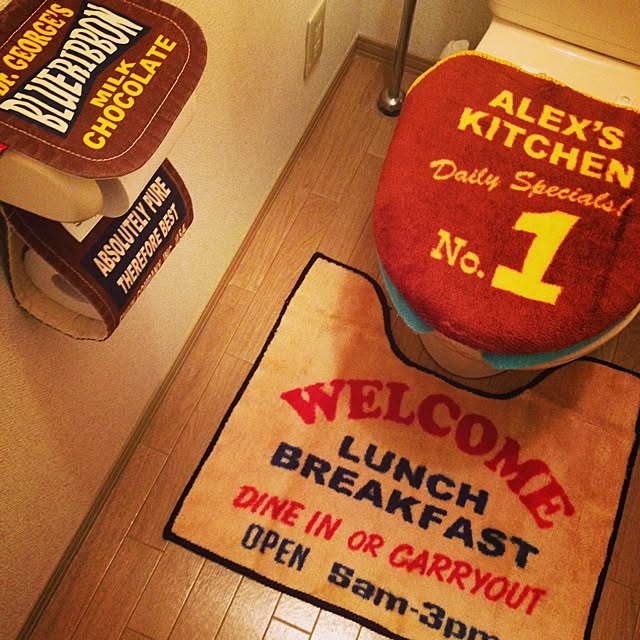 DR. GEORGE'S
BLUERIBBON
MILK
CHOCOLATE
ABSOLUTELY PURE
THEREFORE BEST
ALEX'S
KITCHEN
Daily Specials!
No. 1
WELCOME
LUNCH
BREAKFAST
DINE IN OR CARRYOUT
OPEN 5am-3pm